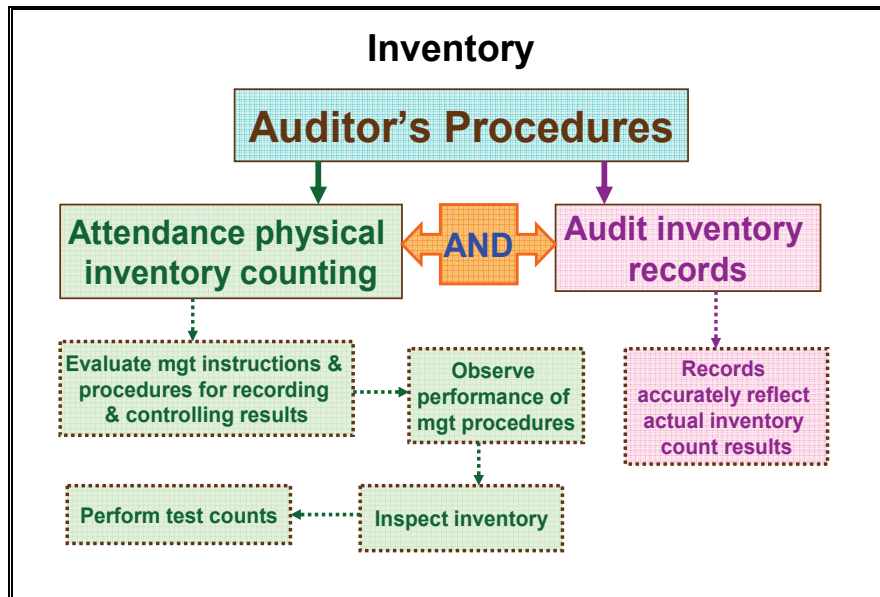 Inventory
Auditor's Procedures
Attendance physical
inventory counting
AND
Audit inventory
records
Evaluate mgt instructions &
procedures for recording
& controlling results
Observe
performance of
mgt procedures
Records
accurately reflect
actual inventory
count results
Perform test counts
Inspect inventory